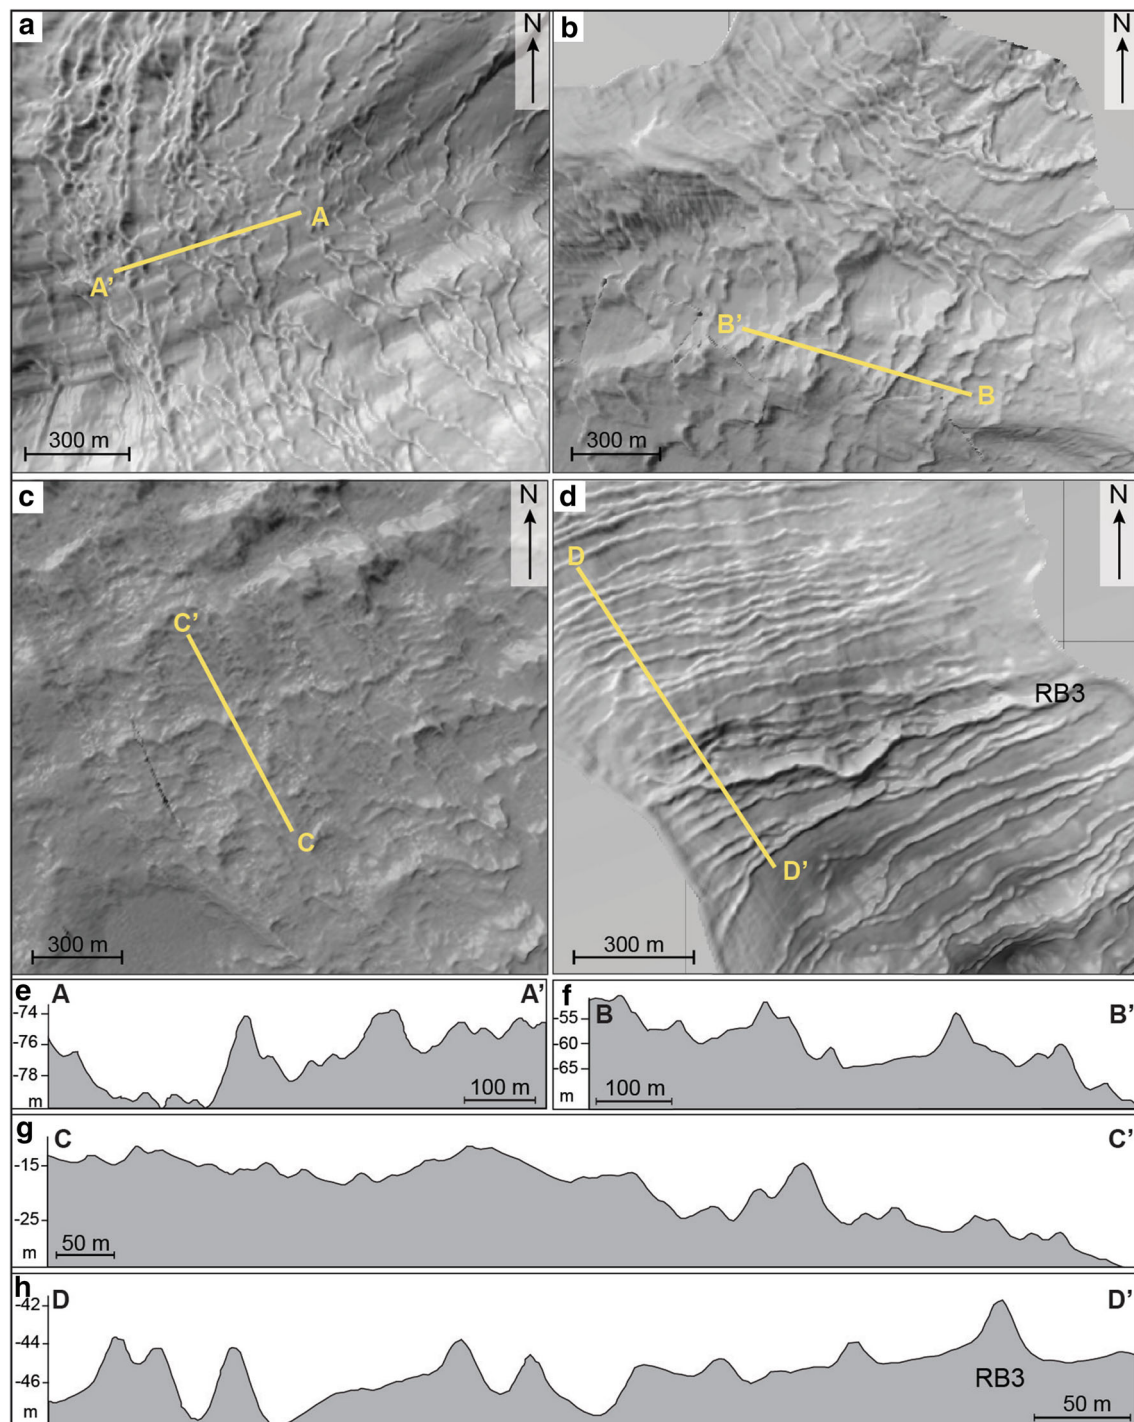 a
N
A
A’
300 m
b
N
B’
B
300 m
c
N
C’
C
300 m
d
N
D
RB3
D’
300 m
e A A’
-74
-76
-78
m
100 m
f B B’
-55
-60
-65
m
100 m
g C C’
-15
-25
m
50 m
h D D’
-42
-44
-46
m
RB3
50 m